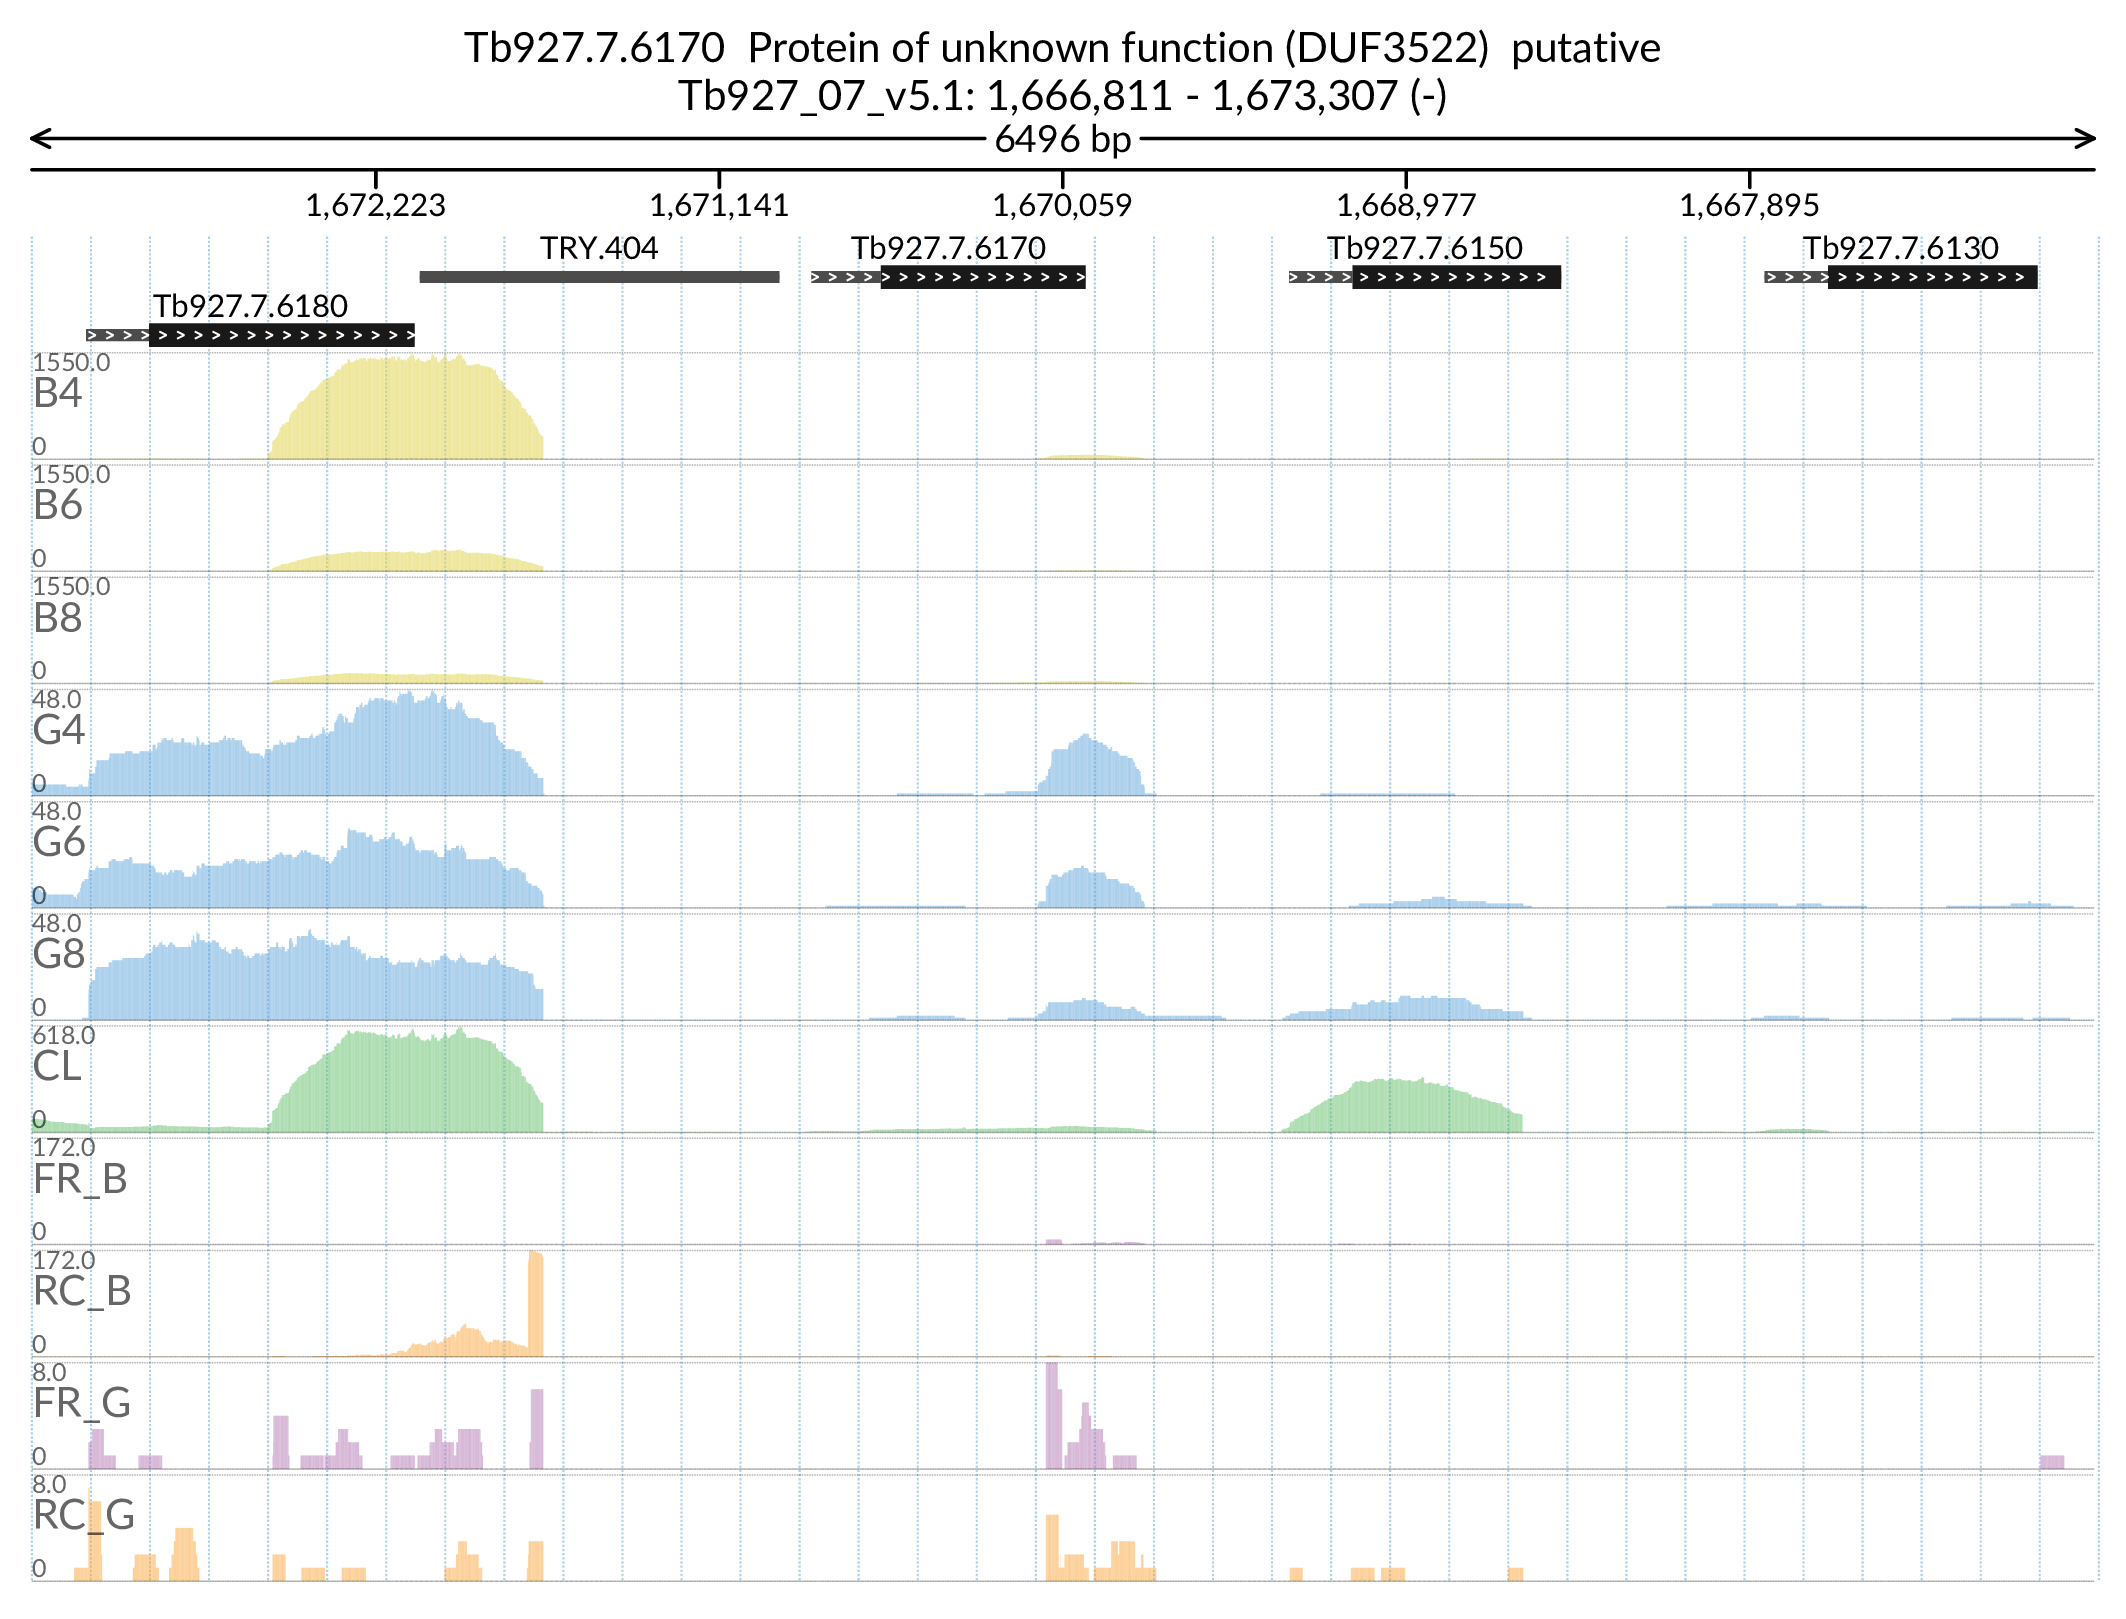 Tb927.7.6170  Protein of unknown function (DUF3522)  putative
Tb927_07_v5.1: 1,666,811 - 1,673,307 (-)
6496 bp
1,672,223 1,671,141 1,670,059 1,668,977 1,667,895
TRY.404 Tb927.7.6170 Tb927.7.6150 Tb927.7.6130
Tb927.7.6180
1550.0
B4
0
1550.0
B6
0
1550.0
B8
0
48.0
G4
0
48.0
G6
0
48.0
G8
0
618.0
CL
0
172.0
FR_B
0
172.0
RC_B
0
8.0
FR_G
0
8.0
RC_G
0